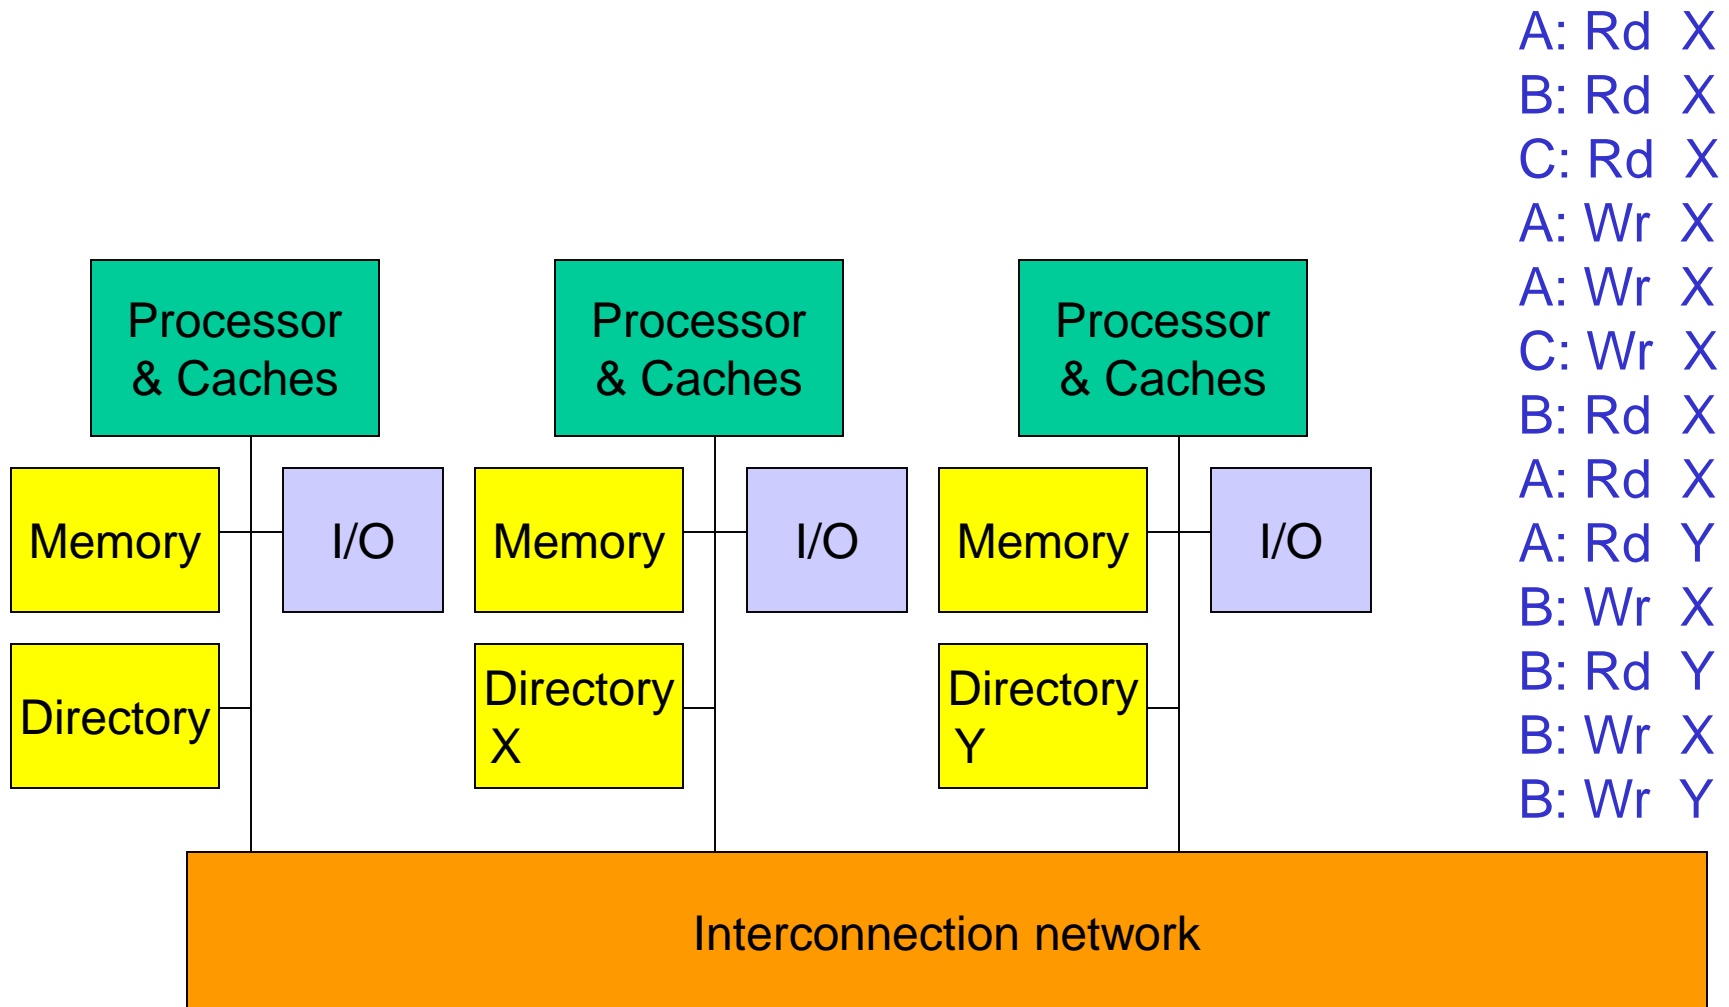 A: Rd X
B: Rd X
C: Rd X
A: Wr X
A: Wr X
C: Wr X
B: Rd X
A: Rd X
A: Rd Y
B: Wr X
B: Rd Y
B: Wr X
B: Wr Y
Processor
& Caches
Processor
& Caches
Processor
& Caches
Memory
I/O
Memory
I/O
Memory
I/O
Directory
Directory
X
Directory
Y
Interconnection network